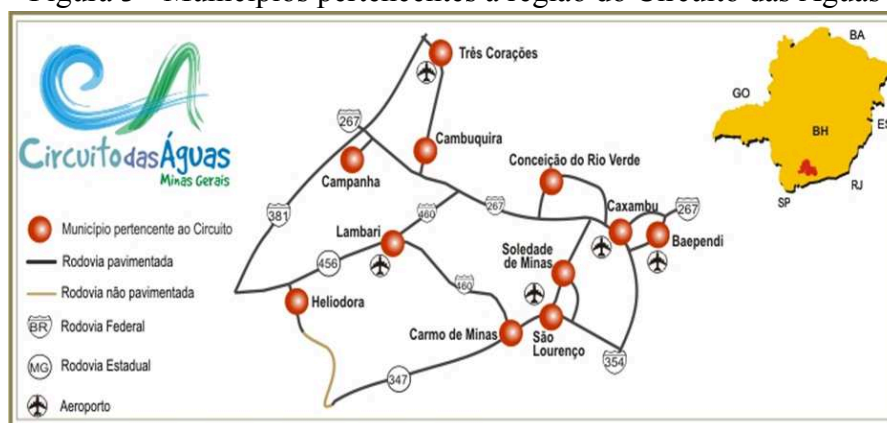 Figura 3 - Municípios pertencentes à região do Circuito das Águas
Circuito das Águas
Minas Gerais
Município pertencente ao Circuito
Rodovia pavimentada
Rodovia não pavimentada
BR
Rodovia Federal
MG
Rodovia Estadual
Aeroporto
Três Corações
267
Cambuquira
Campanha
Conceição do Rio Verde
381
460
267
Caxambu
267
Lambari
Baependi
Soledade
de Minas
456
460
Heliodora
Carmo de Minas
São
Lourenço
354
347
BA
GO
BH
ES
RJ
SP